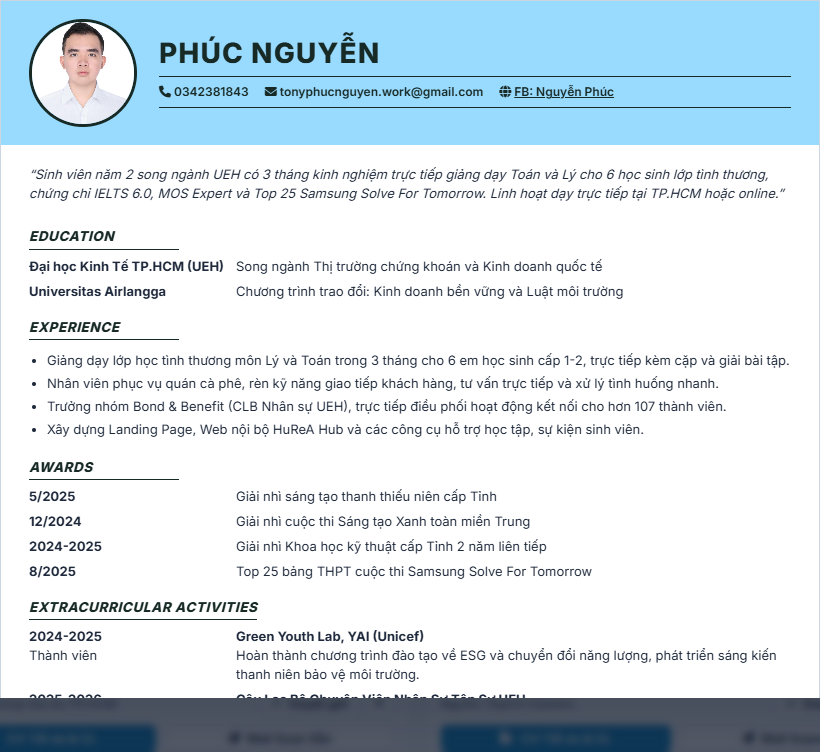 PHÚC NGUYỄN
0342381843 tonyphucnguyen.work@gmail.com FB: Nguyễn Phúc
“Sinh viên năm 2 song ngành UEH có 3 tháng kinh nghiệm trực tiếp giảng dạy Toán và Lý cho 6 học sinh lớp tình thương,
chứng chỉ IELTS 6.0, MOS Expert và Top 25 Samsung Solve For Tomorrow. Linh hoạt dạy trực tiếp tại TP.HCM hoặc online.”
EDUCATION
Đại học Kinh Tế TP.HCM (UEH) Song ngành Thị trường chứng khoán và Kinh doanh quốc tế
Universitas Airlangga Chương trình trao đổi: Kinh doanh bền vững và Luật môi trường
EXPERIENCE
• Giảng dạy lớp học tình thương môn Lý và Toán trong 3 tháng cho 6 em học sinh cấp 1-2, trực tiếp kèm cặp và giải bài tập.
• Nhân viên phục vụ quán cà phê, rèn kỹ năng giao tiếp khách hàng, tư vấn trực tiếp và xử lý tình huống nhanh.
• Trưởng nhóm Bond & Benefit (CLB Nhân sự UEH), trực tiếp điều phối hoạt động kết nối cho hơn 107 thành viên.
• Xây dựng Landing Page, Web nội bộ HuReA Hub và các công cụ hỗ trợ học tập, sự kiện sinh viên.
AWARDS
5/2025 Giải nhì sáng tạo thanh thiếu niên cấp Tỉnh
12/2024 Giải nhì cuộc thi Sáng tạo Xanh toàn miền Trung
2024-2025 Giải nhì Khoa học kỹ thuật cấp Tỉnh 2 năm liên tiếp
8/2025 Top 25 bảng THPT cuộc thi Samsung Solve For Tomorrow
EXTRACURRICULAR ACTIVITIES
2024-2025 Green Youth Lab, YAI (Unicef)
Thành viên Hoàn thành chương trình đào tạo về ESG và chuyển đổi năng lượng, phát triển sáng kiến
thanh niên bảo vệ môi trường.
2025-2026 Câu Lạc Bộ Chuyên Viên Nhân Sự Tập Sự UEH